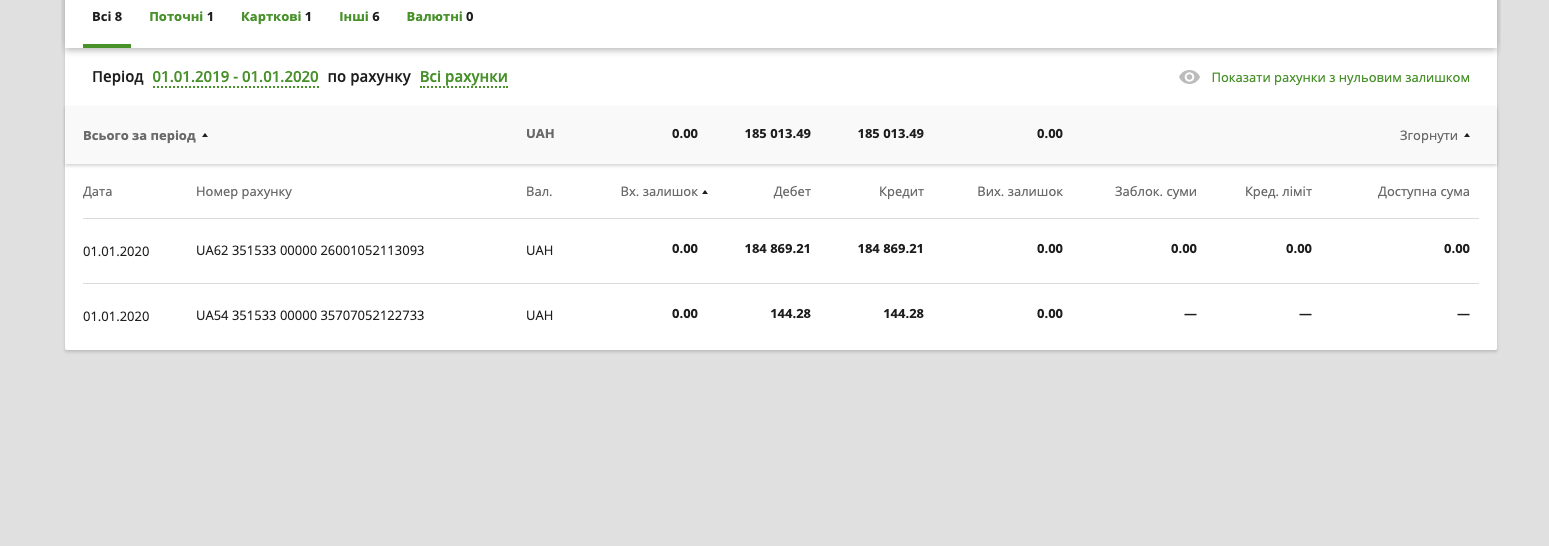 Всі 8 Поточні 1 Карткові 1 Інші 6 Валютні 0
Період 01.01.2019 - 01.01.2020 по рахунку Всі рахунки Показати рахунки з нульовим залишком
Всього за період UAH 0.00 185 013.49 185 013.49 0.00 Згорнути
Дата Номер рахунку Вал. Вх. залишок Дебет Кредит Вих. залишок Заблок. суми Кред. ліміт Доступна сума
01.01.2020 UA62 351533 00000 26001052113093 UAH 0.00 184 869.21 184 869.21 0.00 0.00 0.00 0.00
01.01.2020 UA54 351533 00000 35707052122733 UAH 0.00 144.28 144.28 0.00 — — —